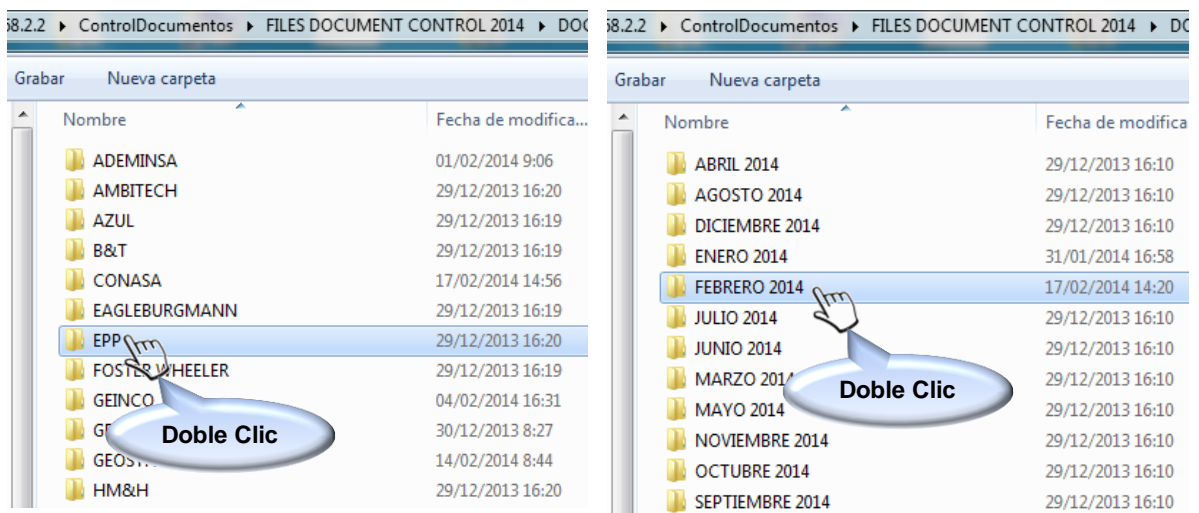 58.2.2 ▸ ControlDocumentos ▸ FILES DOCUMENT CONTROL 2014 ▸ DO
Grabar Nueva carpeta
Nombre Fecha de modifica...
ADEMINSA 01/02/2014 9:06
AMBITECH 29/12/2013 16:20
AZUL 29/12/2013 16:19
B&T 29/12/2013 16:19
CONASA 17/02/2014 14:56
EAGLEBURGMANN 29/12/2013 16:19
EPP 29/12/2013 16:20
FOSTER WHEELER 29/12/2013 16:19
GEINCO 04/02/2014 16:31
30/12/2013 8:27
14/02/2014 8:44
HM&H 29/12/2013 16:20
Doble Clic
58.2.2 ▸ ControlDocumentos ▸ FILES DOCUMENT CONTROL 2014 ▸ DO
Grabar Nueva carpeta
Nombre Fecha de modifica
ABRIL 2014 29/12/2013 16:10
AGOSTO 2014 29/12/2013 16:10
DICIEMBRE 2014 29/12/2013 16:10
ENERO 2014 31/01/2014 16:58
FEBRERO 2014 17/02/2014 14:20
JULIO 2014 29/12/2013 16:10
JUNIO 2014 29/12/2013 16:10
MARZO 2014 29/12/2013 16:10
MAYO 2014 29/12/2013 16:10
NOVIEMBRE 2014 29/12/2013 16:10
OCTUBRE 2014 29/12/2013 16:10
SEPTIEMBRE 2014 29/12/2013 16:10
Doble Clic